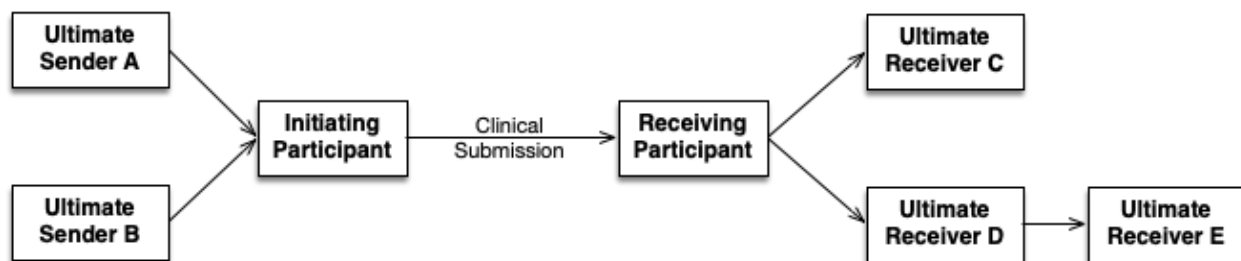 Ultimate
Sender A
Ultimate
Sender B
Initiating
Participant
Clinical
Submission
Receiving
Participant
Ultimate
Receiver C
Ultimate
Receiver D
Ultimate
Receiver E